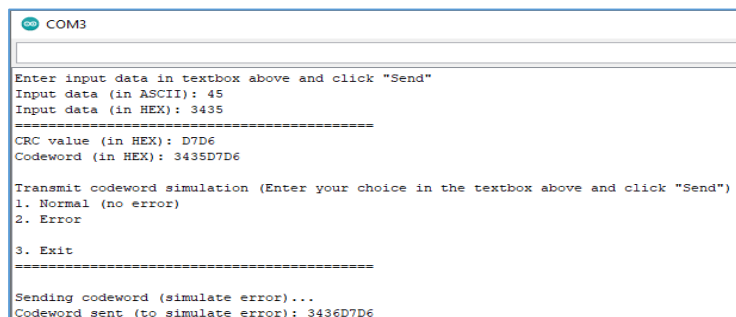 COM3
Enter input data in textbox above and click "Send"
Input data (in ASCII): 45
Input data (in HEX): 3435
===========================================
CRC value (in HEX): D7D6
Codeword (in HEX): 3435D7D6
Transmit codeword simulation (Enter your choice in the textbox above and click "Send")
1. Normal (no error)
2. Error
3. Exit
===========================================
Sending codeword (simulate error)...
Codeword sent (to simulate error): 3436D7D6